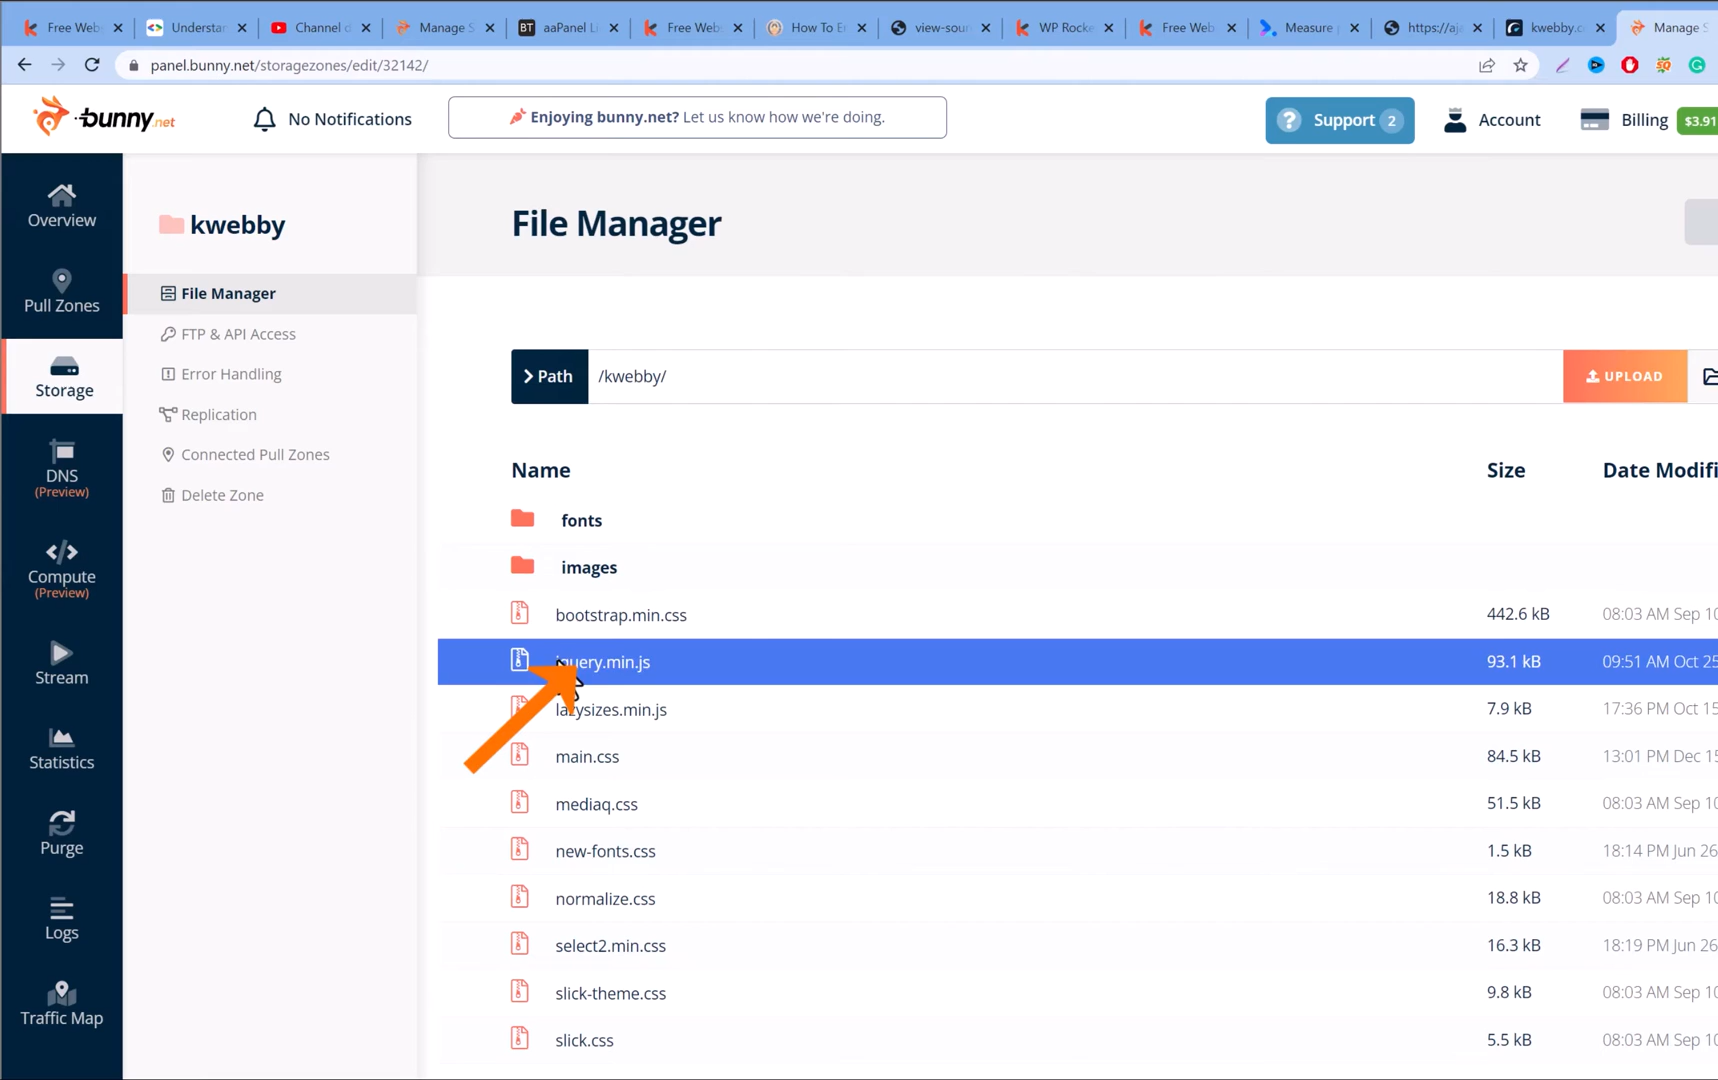 Free Webs
Understan
Channel d
Manage S
aaPanel Li
Free Webs
How To En
view-sour
WP Rocke
Free Web
Measure
https://aja
kwebby.c
Manage S
panel.bunny.net/storagezones/edit/32142/
bunny.net
No Notifications
Enjoying bunny.net? Let us know how we're doing.
Support 2
Account
Billing $3.91
Overview
Pull Zones
Storage
DNS
(Preview)
Compute
(Preview)
Stream
Statistics
Purge
Logs
Traffic Map
kwebby
File Manager
FTP & API Access
Error Handling
Replication
Connected Pull Zones
Delete Zone
File Manager
Path /kwebby/ UPLOAD
Name Size Date Modifi
fonts
images
bootstrap.min.css 442.6 kB 08:03 AM Sep 10
jquery.min.js 93.1 kB 09:51 AM Oct 25
lazysizes.min.js 7.9 kB 17:36 PM Oct 15
main.css 84.5 kB 13:01 PM Dec 15
mediaq.css 51.5 kB 08:03 AM Sep 10
new-fonts.css 1.5 kB 18:14 PM Jun 26
normalize.css 18.8 kB 08:03 AM Sep 10
select2.min.css 16.3 kB 18:19 PM Jun 26
slick-theme.css 9.8 kB 08:03 AM Sep 10
slick.css 5.5 kB 08:03 AM Sep 10